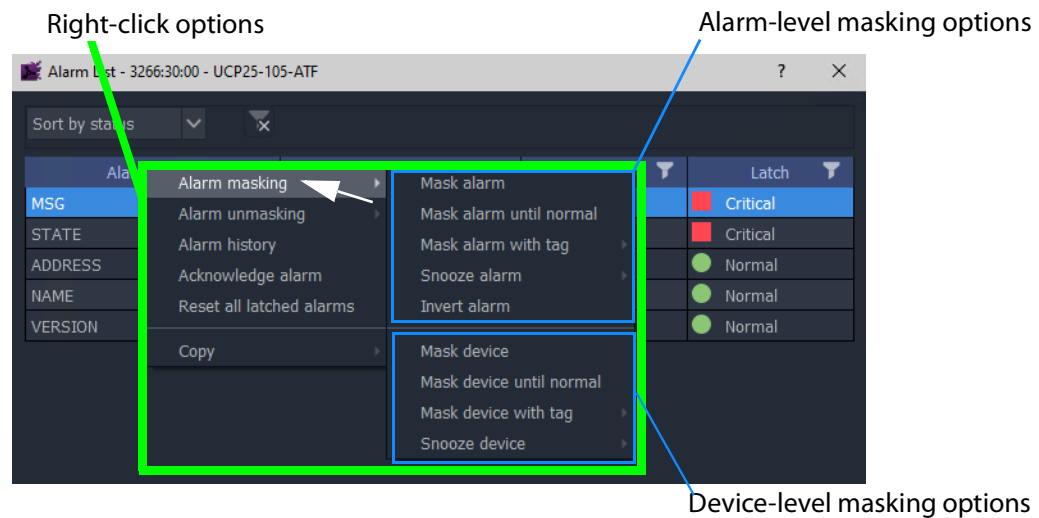 Right-click options
Alarm-level masking options
Alarm List - 3266:30:00 - UCP25-105-ATF
?
Sort by status
Ala
Latch
MSG
Critical
STATE
Critical
ADDRESS
Normal
NAME
Normal
VERSION
Normal
Alarm masking
Alarm unmasking
Alarm history
Acknowledge alarm
Reset all latched alarms
Copy
Mask alarm
Mask alarm until normal
Mask alarm with tag
Snooze alarm
Invert alarm
Mask device
Mask device until normal
Mask device with tag
Snooze device
Device-level masking options